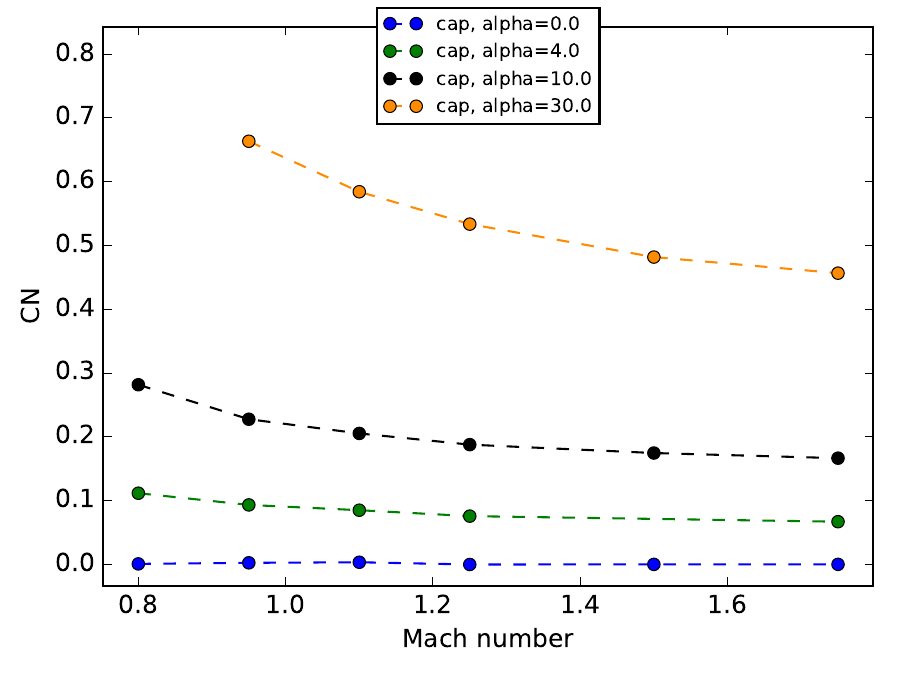 cap, alpha=0.0
cap, alpha=4.0
cap, alpha=10.0
cap, alpha=30.0
0.8
0.7
0.6
0.5
0.4
0.3
0.2
0.1
0.0
CN
0.8 1.0 1.2 1.4 1.6
Mach number